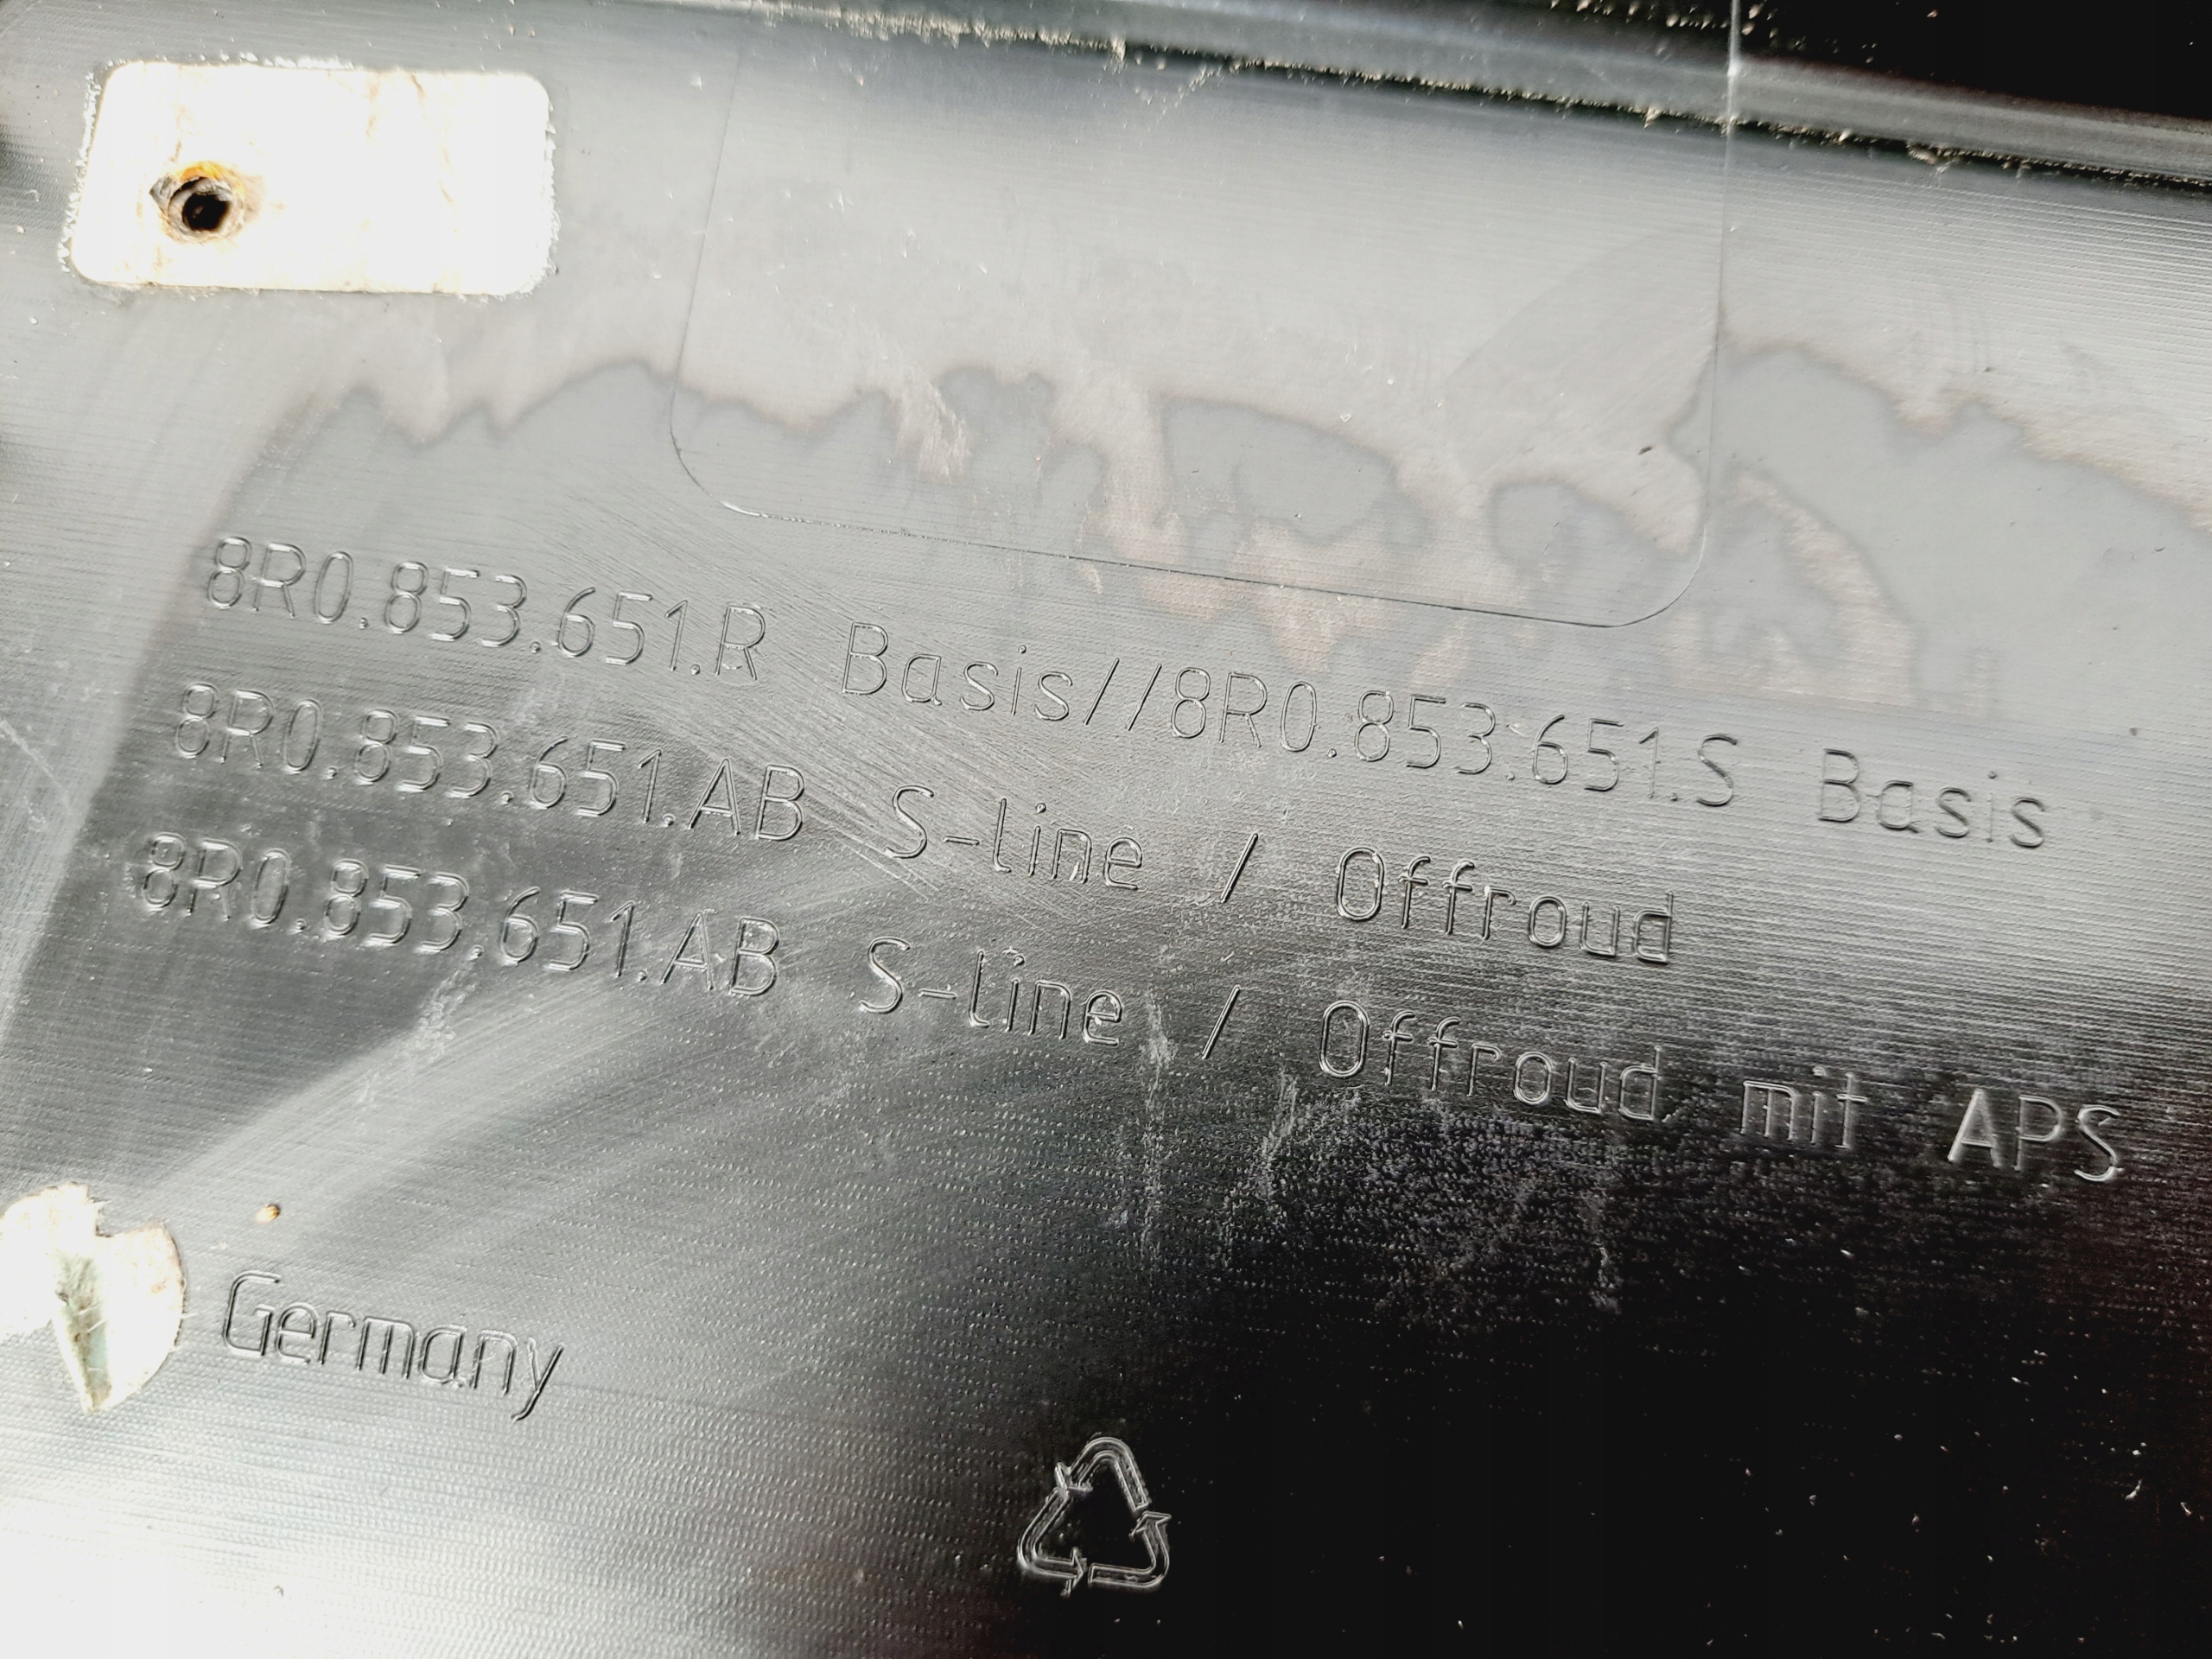 8R0.853.651.R Basis//8R0.853.651.S Basis
8R0.853.651.AB S-line / Offroud
8R0.853.651.AB S-line / Offroud mit APS
Germany